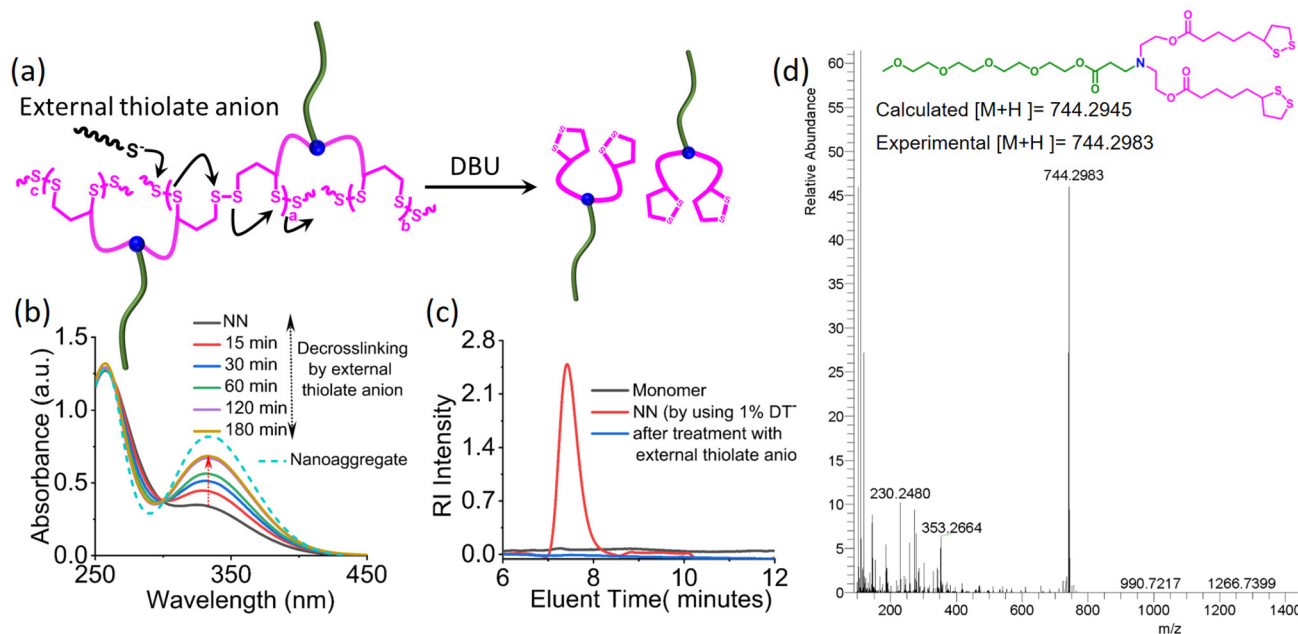 (a)
External thiolate anion
S-
S
S
c
S
S
S
S
S-S
S
S
a
S
S
S
S
b
DBU
S
S
S
S
S
S
S
S
(b)
NN
15 min
30 min
60 min
120 min
180 min
Nanoaggregate
Decrosslinking
by external
thiolate anion
Absorbance (a.u.)
1.5
1.0
0.5
0.0
250
300
350
400
450
Wavelength (nm)
(c)
Monomer
NN (by using 1% DT-
after treatment with
external thiolate anio
RI Intensity
2.8
2.1
1.4
0.7
0.0
6
8
10
12
Eluent Time( minutes)
(d)
O
O
O
O
O
O
N
O
O
O
O
S
S
S
S
Calculated [M+H ]= 744.2945
Experimental [M+H ]= 744.2983
744.2983
230.2480
353.2664
990.7217
1266.7399
Relative Abundance
60
55
50
45
40
35
30
25
20
15
10
5
0
200
400
600
800
1000
1200
1400
m/z